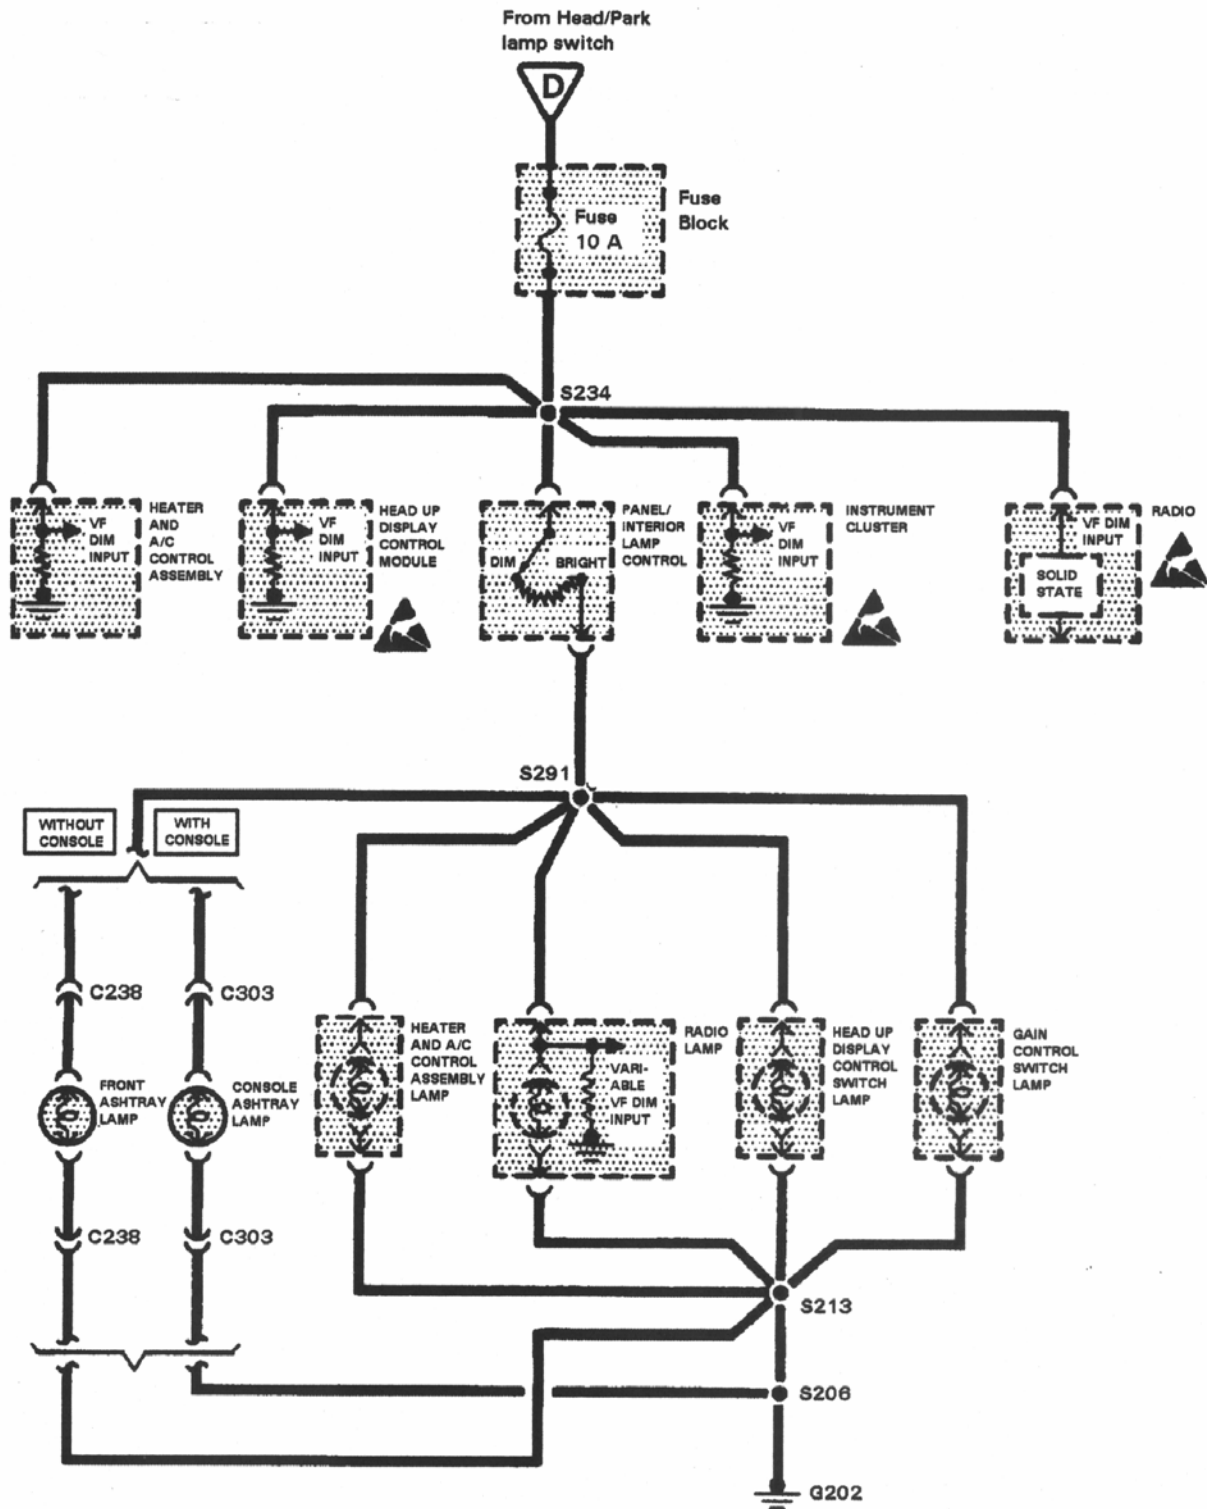 From Head/Park
lamp switch
D
Fuse
10 A
Fuse
Block
S234
VF
DIM
INPUT
HEATER
AND
A/C
CONTROL
ASSEMBLY
VF
DIM
INPUT
HEAD UP
DISPLAY
CONTROL
MODULE
DIM
BRIGHT
PANEL/
INTERIOR
LAMP
CONTROL
VF
DIM
INPUT
INSTRUMENT
CLUSTER
VF DIM
INPUT
SOLID
STATE
RADIO
S291
WITHOUT
CONSOLE
WITH
CONSOLE
C238
C303
FRONT
ASHTRAY
LAMP
CONSOLE
ASHTRAY
LAMP
HEATER
AND A/C
CONTROL
ASSEMBLY
LAMP
RADIO
LAMP
VARI-
ABLE
VF DIM
INPUT
HEAD UP
DISPLAY
CONTROL
SWITCH
LAMP
GAIN
CONTROL
SWITCH
LAMP
C238
C303
S213
S206
G202